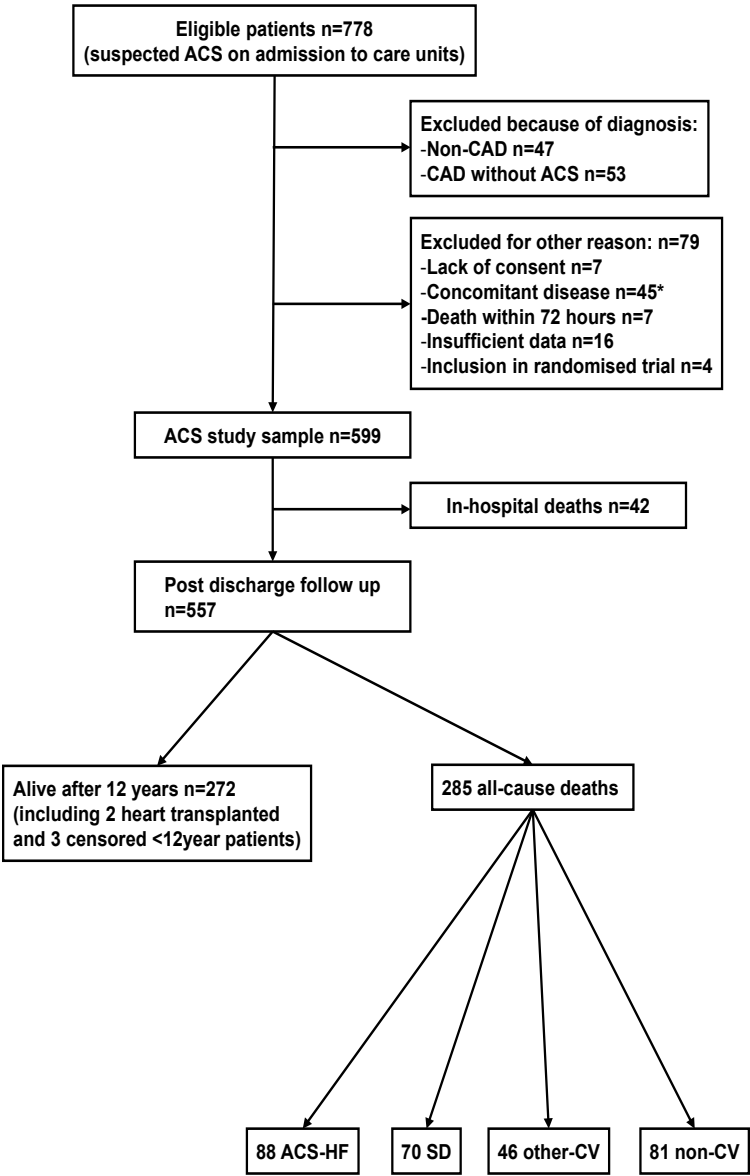 Eligible patients n=778
(suspected ACS on admission to care units)
Excluded because of diagnosis:
-Non-CAD n=47
-CAD without ACS n=53
Excluded for other reason: n=79
-Lack of consent n=7
-Concomitant disease n=45*
-Death within 72 hours n=7
-Insufficient data n=16
-Inclusion in randomised trial n=4
ACS study sample n=599
In-hospital deaths n=42
Post discharge follow up
n=557
Alive after 12 years n=272
(including 2 heart transplanted
and 3 censored <12year patients)
285 all-cause deaths
88 ACS-HF
70 SD
46 other-CV
81 non-CV